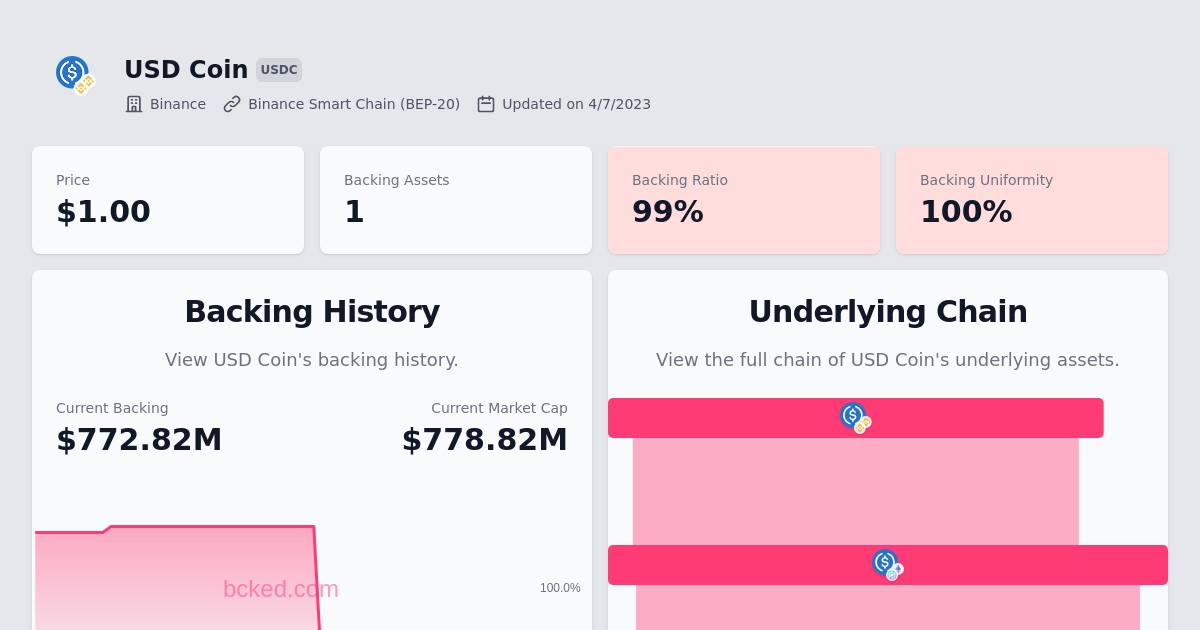 USD Coin USDC
Binance Binance Smart Chain (BEP-20) Updated on 4/7/2023
Price
$1.00
Backing Assets
1
Backing Ratio
99%
Backing Uniformity
100%
Backing History
View USD Coin's backing history.
Current Backing
$772.82M
Current Market Cap
$778.82M
bcked.com
100.0%
Underlying Chain
View the full chain of USD Coin's underlying assets.